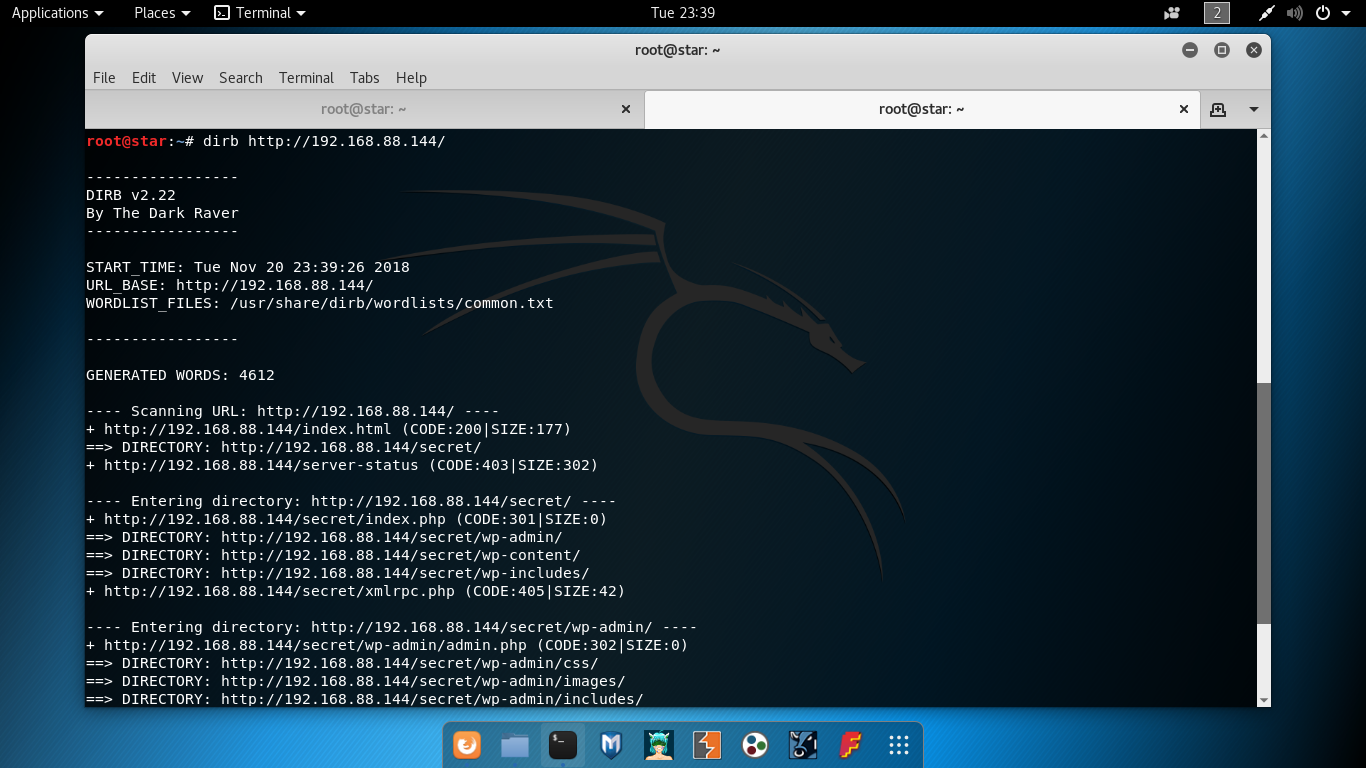 Applications Places Terminal Tue 23:39 2
root@star: ~
File Edit View Search Terminal Tabs Help
root@star: ~ root@star: ~
root@star:~# dirb http://192.168.88.144/
-----------------
DIRB v2.22
By The Dark Raver
-----------------
START_TIME: Tue Nov 20 23:39:26 2018
URL_BASE: http://192.168.88.144/
WORDLIST_FILES: /usr/share/dirb/wordlists/common.txt
-----------------
GENERATED WORDS: 4612
---- Scanning URL: http://192.168.88.144/ ----
+ http://192.168.88.144/index.html (CODE:200|SIZE:177)
==> DIRECTORY: http://192.168.88.144/secret/
+ http://192.168.88.144/server-status (CODE:403|SIZE:302)
---- Entering directory: http://192.168.88.144/secret/ ----
+ http://192.168.88.144/secret/index.php (CODE:301|SIZE:0)
==> DIRECTORY: http://192.168.88.144/secret/wp-admin/
==> DIRECTORY: http://192.168.88.144/secret/wp-content/
==> DIRECTORY: http://192.168.88.144/secret/wp-includes/
+ http://192.168.88.144/secret/xmlrpc.php (CODE:405|SIZE:42)
---- Entering directory: http://192.168.88.144/secret/wp-admin/ ----
+ http://192.168.88.144/secret/wp-admin/admin.php (CODE:302|SIZE:0)
==> DIRECTORY: http://192.168.88.144/secret/wp-admin/css/
==> DIRECTORY: http://192.168.88.144/secret/wp-admin/images/
==> DIRECTORY: http://192.168.88.144/secret/wp-admin/includes/